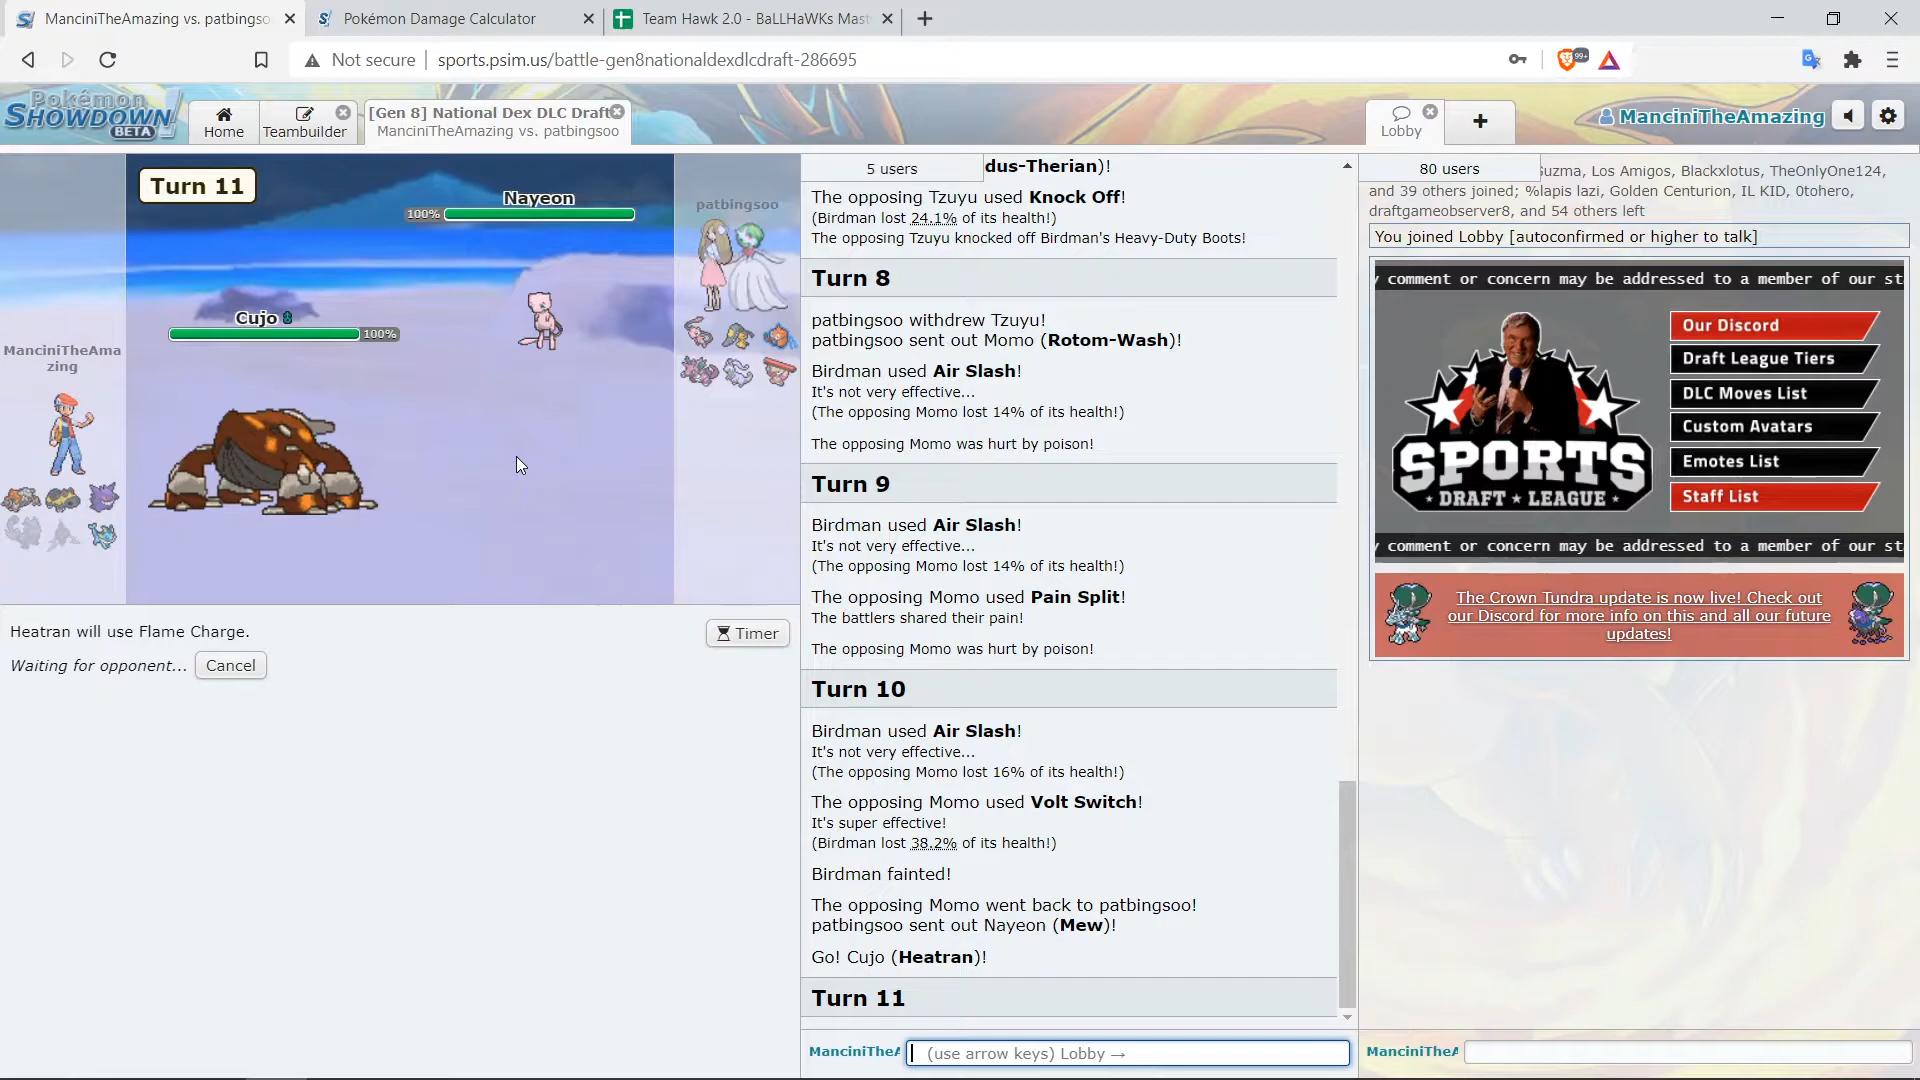 ManciniTheAmazing vs. patbingso
Pokémon Damage Calculator
Team Hawk 2.0 - BaLLHaWKs Mast
Not secure
sports.psim.us/battle-gen8nationaldexdlcdraft-286695
99+
Pokémon
SHOWDOWN
BETA
Home
Teambuilder
[Gen 8] National Dex DLC Draft
ManciniTheAmazing vs. patbingsoo
Lobby
ManciniTheAmazing
Turn 11
Nayeon
100%
Cujo
100%
ManciniTheAma
zing
patbingsoo
Heatran will use Flame Charge.
Timer
Waiting for opponent...
Cancel
5 users
dus-Therian)!
The opposing Tzuyu used Knock Off!
(Birdman lost 24.1% of its health!)
The opposing Tzuyu knocked off Birdman's Heavy-Duty Boots!
Turn 8
patbingsoo withdrew Tzuyu!
patbingsoo sent out Momo (Rotom-Wash)!
Birdman used Air Slash!
It's not very effective...
(The opposing Momo lost 14% of its health!)
The opposing Momo was hurt by poison!
Turn 9
Birdman used Air Slash!
It's not very effective...
(The opposing Momo lost 14% of its health!)
The opposing Momo used Pain Split!
The battlers shared their pain!
The opposing Momo was hurt by poison!
Turn 10
Birdman used Air Slash!
It's not very effective...
(The opposing Momo lost 16% of its health!)
The opposing Momo used Volt Switch!
It's super effective!
(Birdman lost 38.2% of its health!)
Birdman fainted!
The opposing Momo went back to patbingsoo!
patbingsoo sent out Nayeon (Mew)!
Go! Cujo (Heatran)!
Turn 11
ManciniTheA
(use arrow keys) Lobby →
80 users
uzma, Los Amigos, Blackxlotus, TheOnlyOne124,
and 39 others joined; %lapis lazi, Golden Centurion, IL KID, 0tohero,
draftgameobserver8, and 54 others left
You joined Lobby [autoconfirmed or higher to talk]
y comment or concern may be addressed to a member of our st
SPORTS
DRAFT ★ LEAGUE
Our Discord
Draft League Tiers
DLC Moves List
Custom Avatars
Emotes List
Staff List
y comment or concern may be addressed to a member of our st
The Crown Tundra update is now live! Check out
our Discord for more info on this and all our future
updates!
ManciniTheA